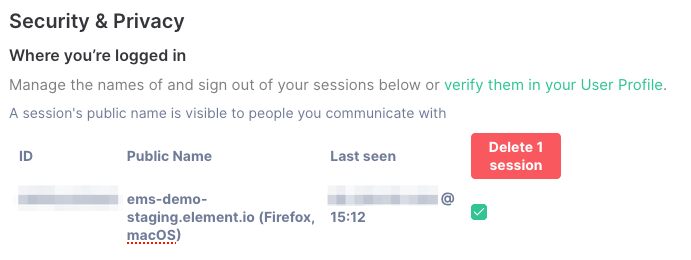 Security & Privacy
Where you’re logged in
Manage the names of and sign out of your sessions below or verify them in your User Profile.
A session's public name is visible to people you communicate with
ID Public Name Last seen Delete 1
session
ems-demo- @
staging.element.io (Firefox, 15:12
macOS)